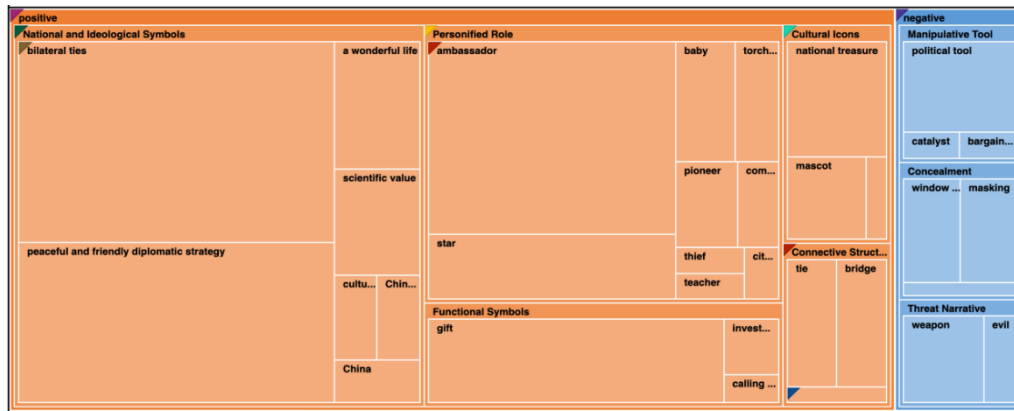 positive
National and Ideological Symbols
bilateral ties
a wonderful life
scientific value
peaceful and friendly diplomatic strategy
cultu...
Chin...
China
Personified Role
ambassador
baby
torch...
pioneer
com...
star
thief
cit...
teacher
Functional Symbols
gift
invest...
calling ...
Cultural Icons
national treasure
mascot
Connective Struct...
tie
bridge
negative
Manipulative Tool
political tool
catalyst
bargain...
Concealment
window ...
masking
Threat Narrative
weapon
evil